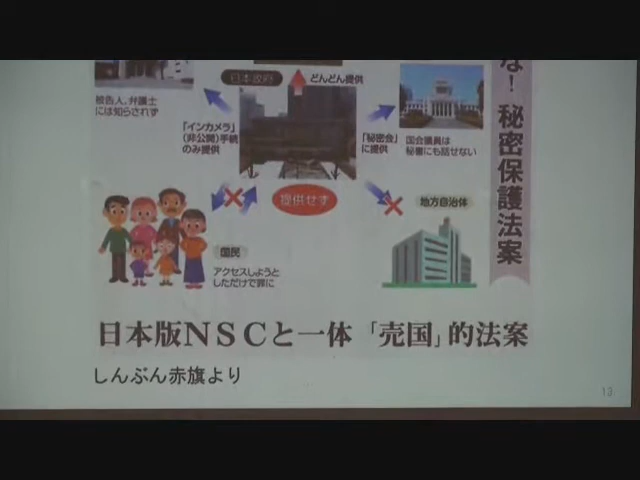 な! 秘密保護法案
日本政府
どんどん提供
被告人、弁護士
には知らされず
「インカメラ」
(非公開)手続
のみ提供
「秘密会」
に提供
国会議員は
秘書にも話せない
提供せず
地方自治体
国民
アクセスしようと
しただけで罪に
日本版NSCと一体「売国」的法案
しんぶん赤旗より
13